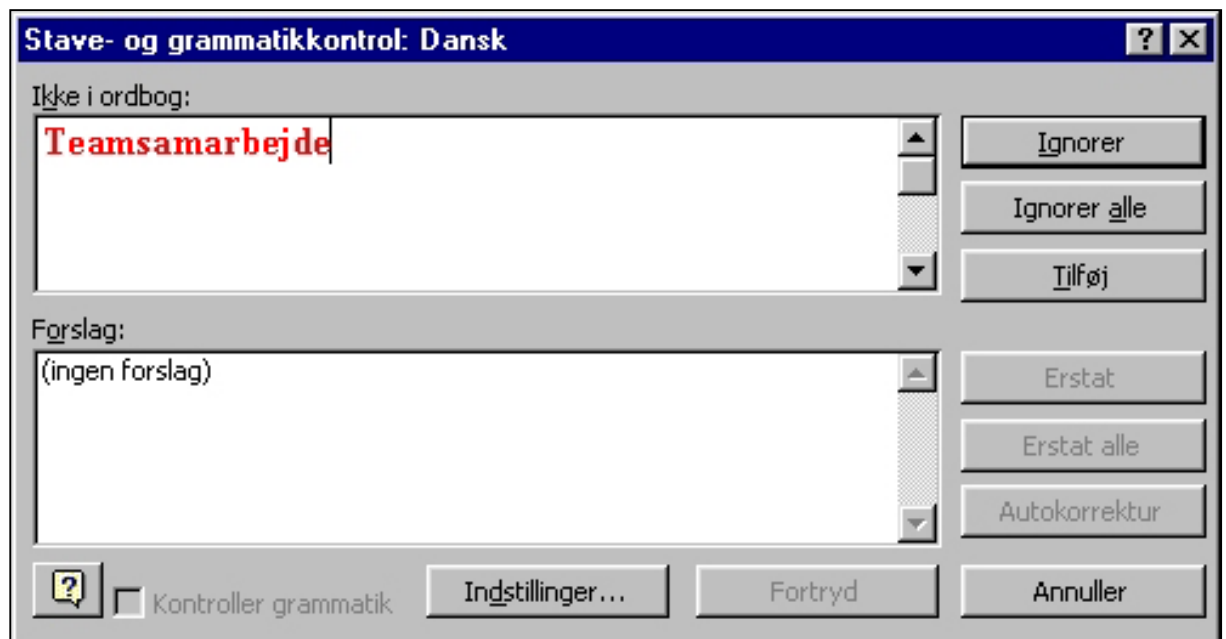 Stave- og grammatikkontrol: Dansk
Ikke i ordbog:
Teamsamarbejde
Ignorer
Ignorer alle
Tilføj
Forslag:
(ingen forslag)
Erstat
Erstat alle
Autokorrektur
Kontroller grammatik
Indstillinger...
Fortryd
Annuller